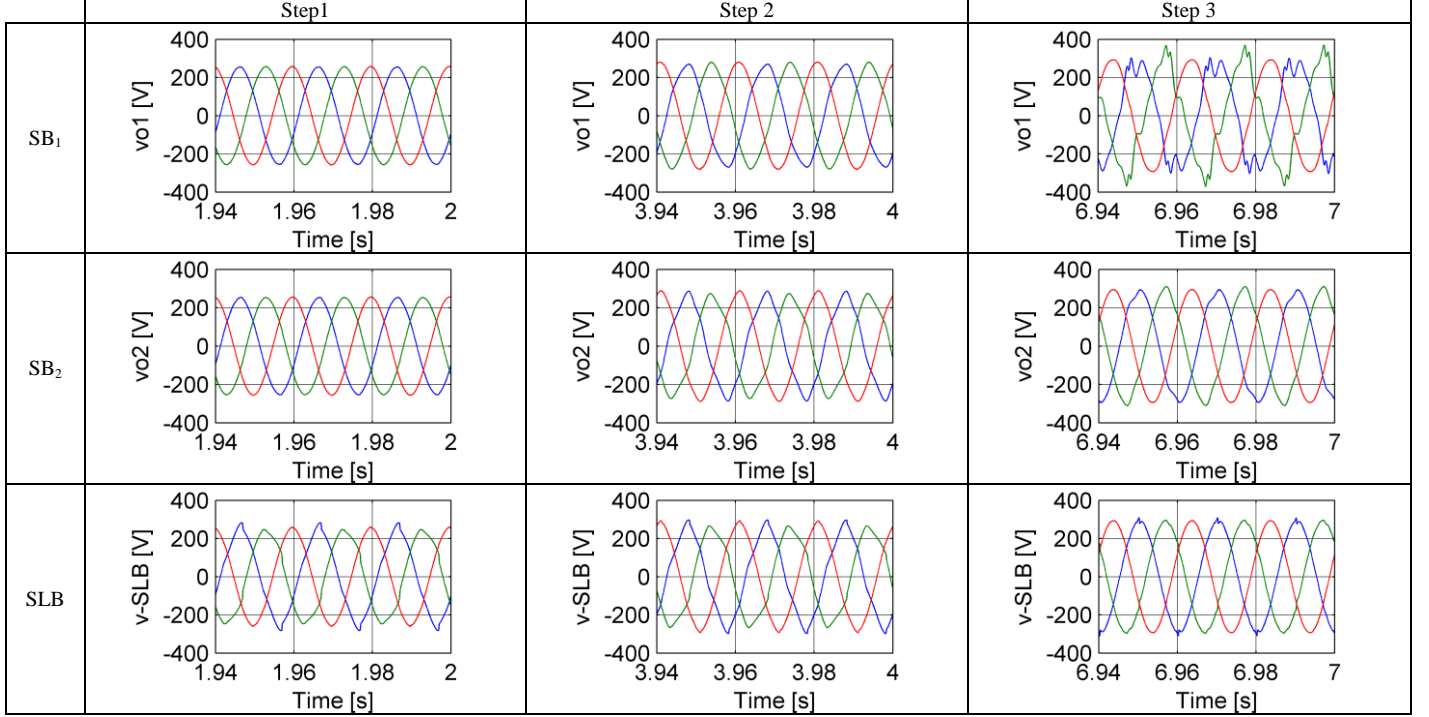 Step1 Step 2 Step 3
SB1
400
200
0
-200
-400
vo1 [V]
1.94 1.96 1.98 2
Time [s]
400
200
0
-200
-400
vo1 [V]
3.94 3.96 3.98 4
Time [s]
400
200
0
-200
-400
vo1 [V]
6.94 6.96 6.98 7
Time [s]
SB2
400
200
0
-200
-400
vo2 [V]
1.94 1.96 1.98 2
Time [s]
400
200
0
-200
-400
vo2 [V]
3.94 3.96 3.98 4
Time [s]
400
200
0
-200
-400
vo2 [V]
6.94 6.96 6.98 7
Time [s]
SLB
400
200
0
-200
-400
v-SLB [V]
1.94 1.96 1.98 2
Time [s]
400
200
0
-200
-400
v-SLB [V]
3.94 3.96 3.98 4
Time [s]
400
200
0
-200
-400
v-SLB [V]
6.94 6.96 6.98 7
Time [s]